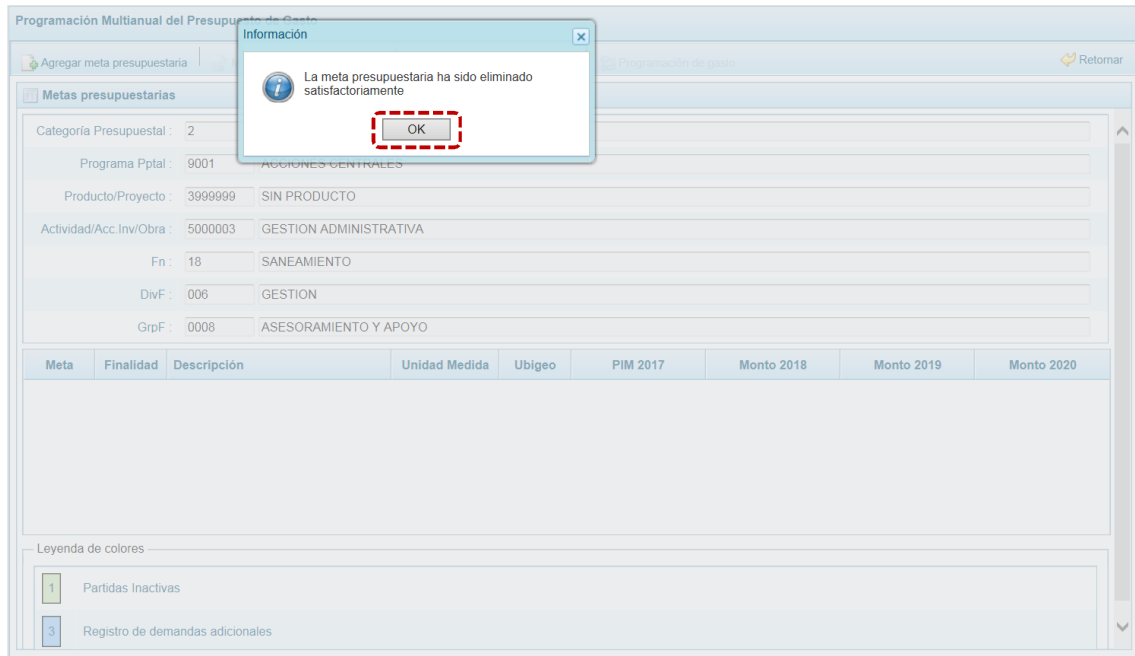 Programación Multianual del Presupuesto de Gasto
Información
Agregar meta presupuestaria
Programación de gasto
Retornar
La meta presupuestaria ha sido eliminado
satisfactoriamente
OK
Metas presupuestarias
Categoría Presupuestal : 2
Programa Pptal : 9001 ACCIONES CENTRALES
Producto/Proyecto : 3999999 SIN PRODUCTO
Actividad/Acc.Inv/Obra : 5000003 GESTION ADMINISTRATIVA
Fn : 18 SANEAMIENTO
DivF : 006 GESTION
GrpF : 0008 ASESORAMIENTO Y APOYO
Meta Finalidad Descripción Unidad Medida Ubigeo PIM 2017 Monto 2018 Monto 2019 Monto 2020
Leyenda de colores
1 Partidas Inactivas
3 Registro de demandas adicionales